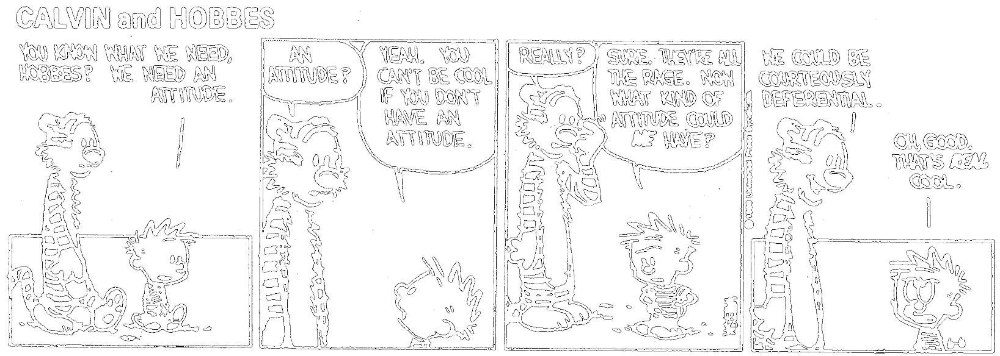 CALVIN and HOBBES
YOU KNOW WHAT WE NEED,
HOBBES? WE NEED AN
ATTITUDE.
AN
ATTITUDE?
YEAH. YOU
CAN'T BE COOL
IF YOU DON'T
HAVE AN
ATTITUDE.
REALLY?
SURE. THEY'RE ALL
THE RAGE. NOW
WHAT KIND OF
ATTITUDE COULD
WE HAVE?
WE COULD BE
COURTEOUSLY
DEFERENTIAL.
OH, GOOD.
THAT'S REAL
COOL.